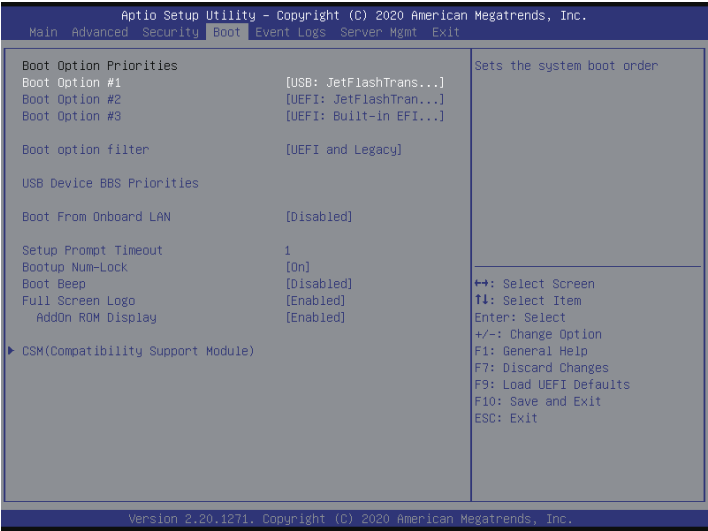 Aptio Setup Utility – Copyright (C) 2020 American Megatrends, Inc.
Main Advanced Security Boot Event Logs Server Mgmt Exit
Boot Option Priorities
Boot Option #1 [USB: JetFlashTrans...]
Boot Option #2 [UEFI: JetFlashTran...]
Boot Option #3 [UEFI: Built-in EFI...]
Boot option filter [UEFI and Legacy]
USB Device BBS Priorities
Boot From Onboard LAN [Disabled]
Setup Prompt Timeout 1
Bootup Num-Lock [On]
Boot Beep [Disabled]
Full Screen Logo [Enabled]
AddOn ROM Display [Enabled]
CSM(Compatibility Support Module)
Sets the system boot order
↔: Select Screen
↑↓: Select Item
Enter: Select
+/-: Change Option
F1: General Help
F7: Discard Changes
F9: Load UEFI Defaults
F10: Save and Exit
ESC: Exit
Version 2.20.1271. Copyright (C) 2020 American Megatrends, Inc.